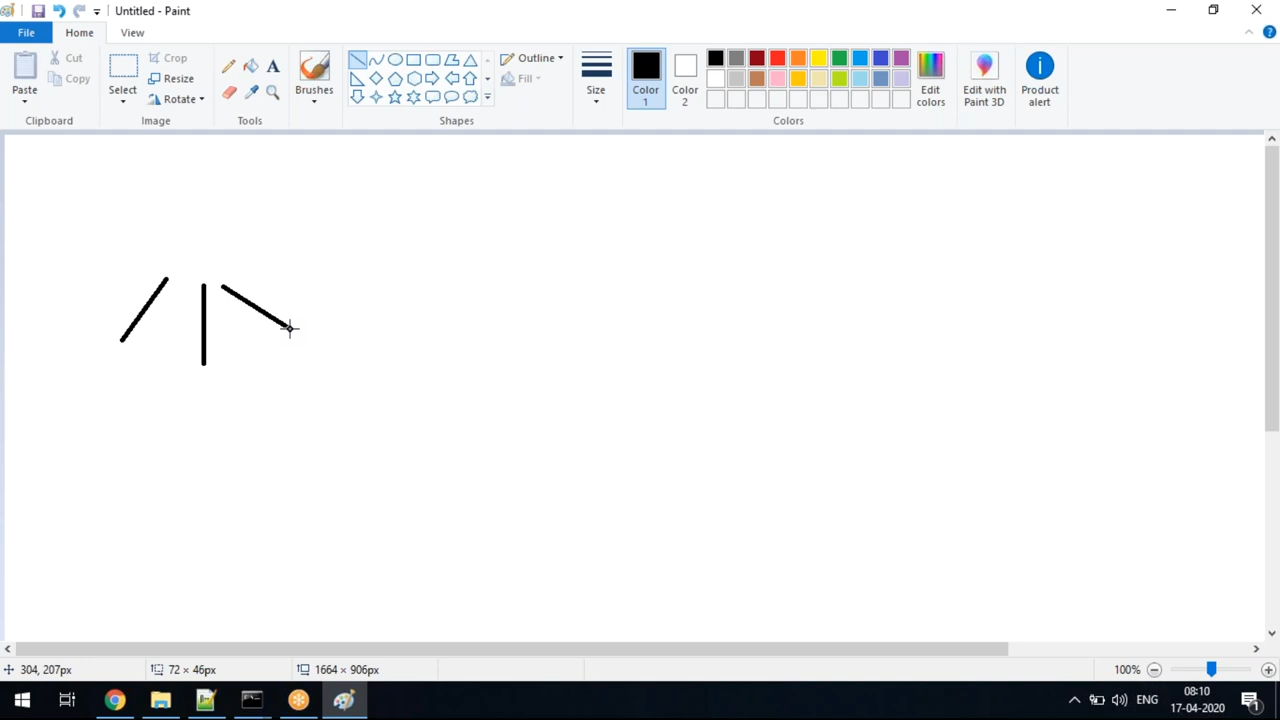 Untitled - Paint
File Home View
Paste
Cut
Copy
Clipboard
Select
Crop
Resize
Rotate
Image
A
Tools
Brushes
Outline
Fill
Shapes
Size
Color 1
Color 2
Edit colors
Colors
Edit with Paint 3D
Product alert
304, 207px
72 × 46px
1664 × 906px
100%
ENG
08:10
17-04-2020
1